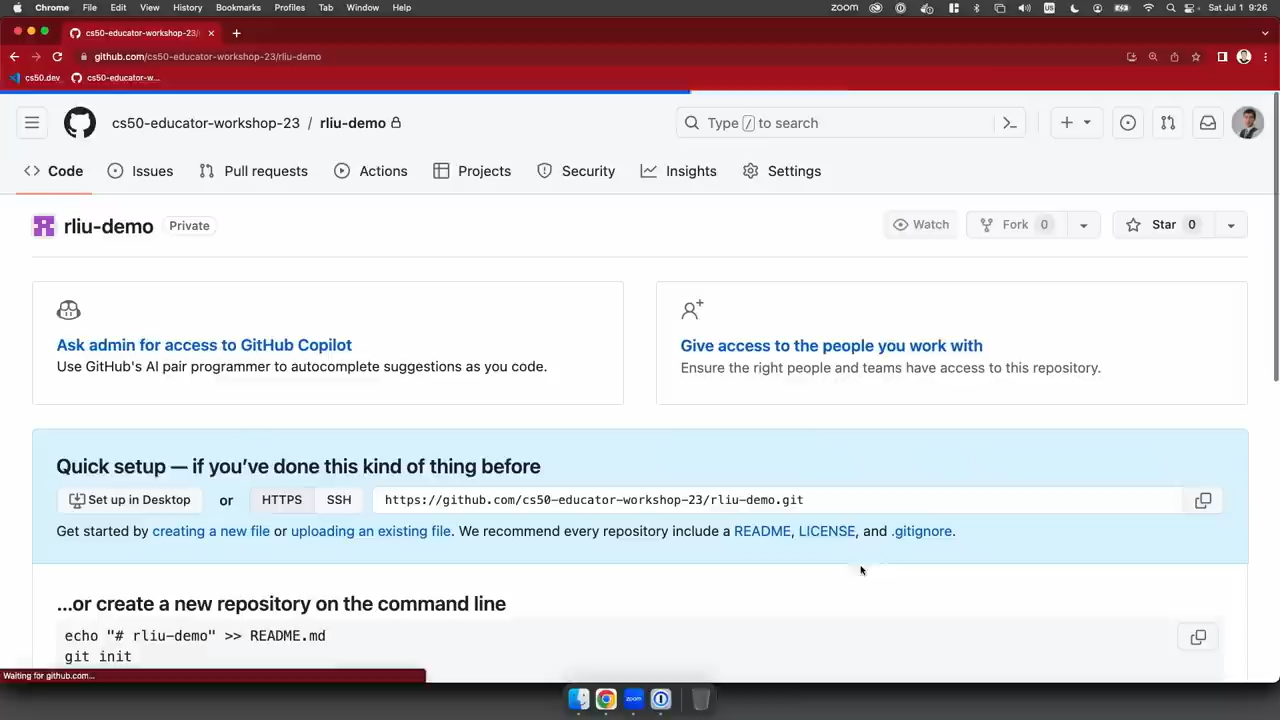 Chrome File Edit View History Bookmarks Profiles Tab Window Help zoom US Sat Jul 1 9:26
cs50-educator-workshop-23/
github.com/cs50-educator-workshop-23/rliu-demo
cs50.dev cs50-educator-w...
cs50-educator-workshop-23 / rliu-demo Type / to search
Code Issues Pull requests Actions Projects Security Insights Settings
rliu-demo Private Watch Fork 0 Star 0
Ask admin for access to GitHub Copilot
Use GitHub's AI pair programmer to autocomplete suggestions as you code.
Give access to the people you work with
Ensure the right people and teams have access to this repository.
Quick setup — if you’ve done this kind of thing before
Set up in Desktop or HTTPS SSH https://github.com/cs50-educator-workshop-23/rliu-demo.git
Get started by creating a new file or uploading an existing file. We recommend every repository include a README, LICENSE, and .gitignore.
…or create a new repository on the command line
echo "# rliu-demo" >> README.md
git init
Waiting for github.com...
zoom